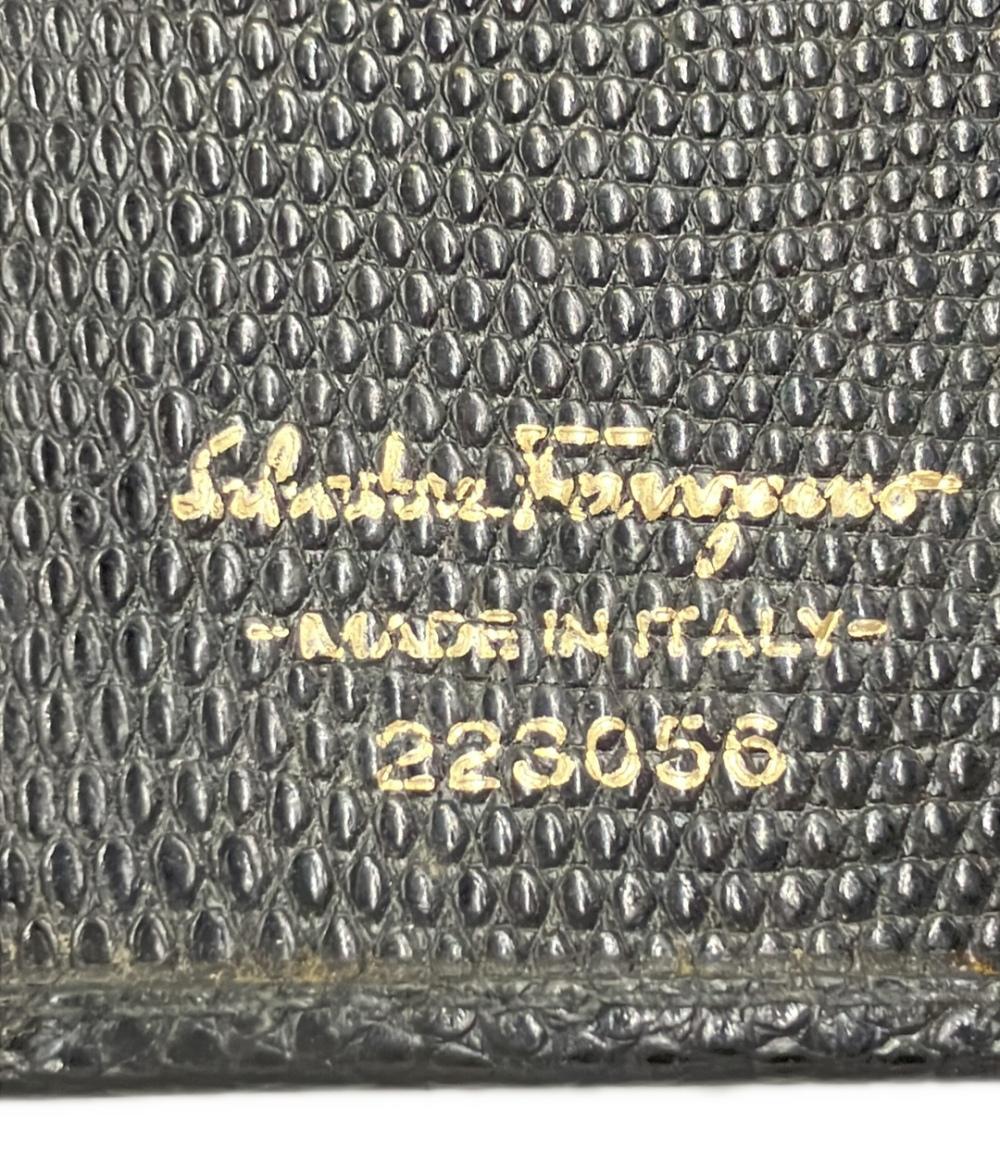 Salvatore Ferragamo
-MADE IN ITALY-
223056